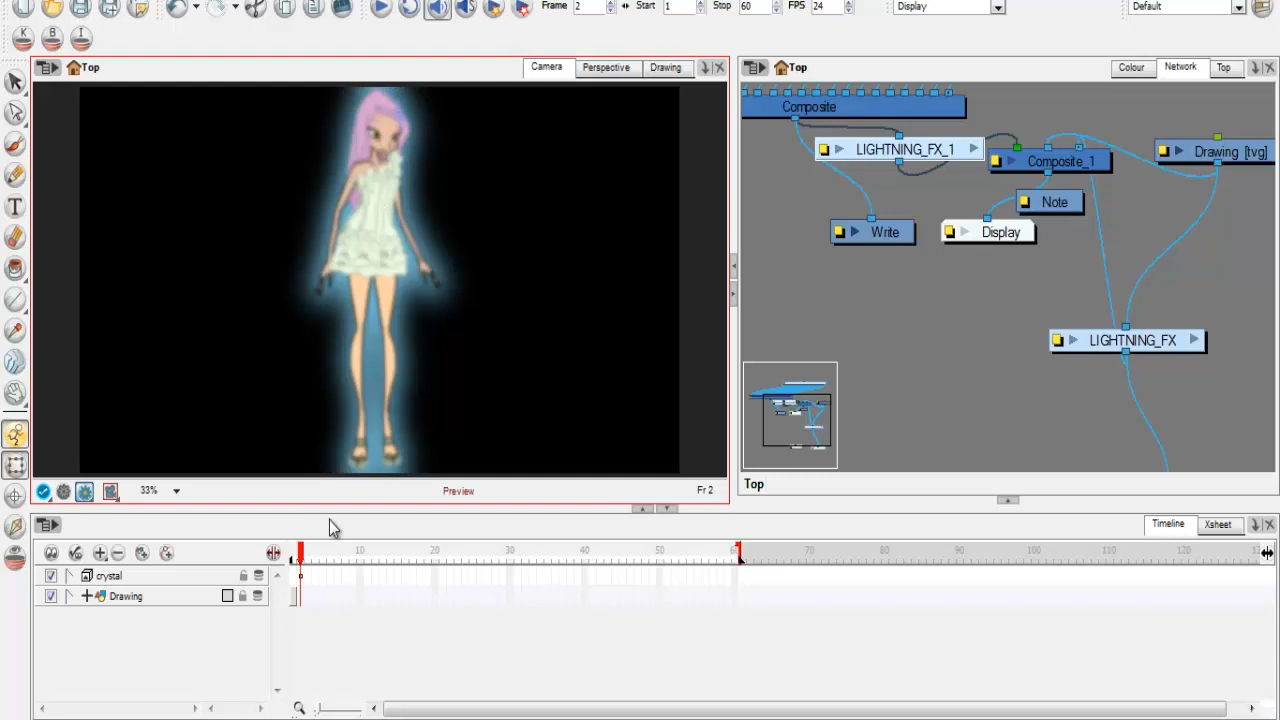 Frame 2 Start 1 Stop 60 FPS 24 Display Default
K B I
Top Camera Perspective Drawing
Top Colour Network Top
Composite
LIGHTNING_FX_1
Composite_1
Drawing [tvg]
Note
Write
Display
LIGHTNING_FX
33% Preview Fr 2
Top
Timeline Xsheet
10 20 30 40 50 60 70 80 90 100 110 120
crystal
Drawing